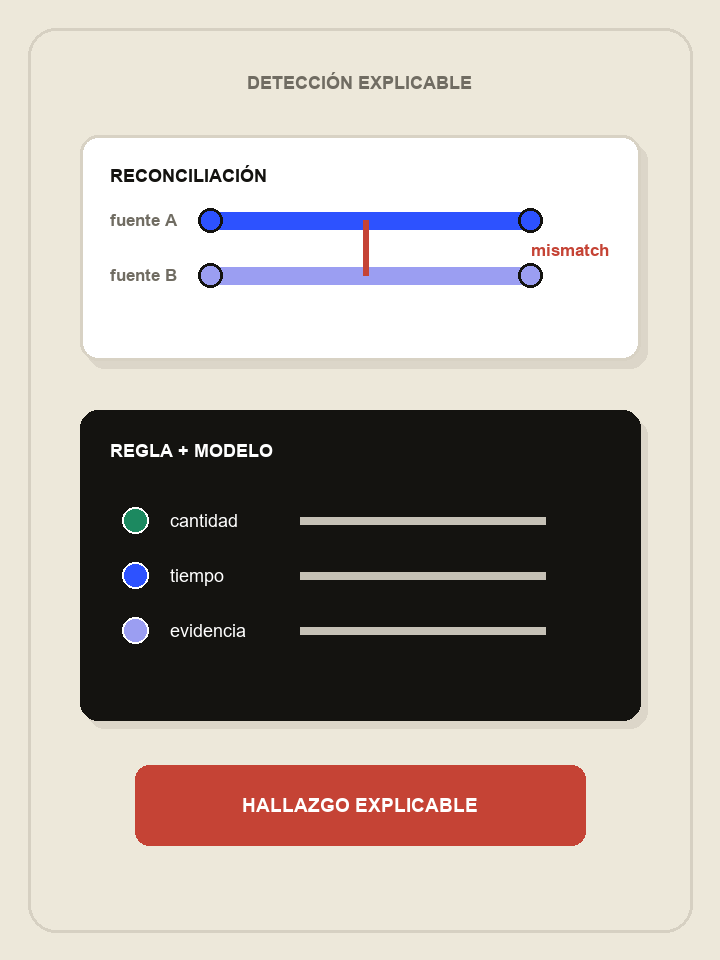 DETECCIÓN EXPLICABLE
RECONCILIACIÓN
fuente A
mismatch
fuente B
REGLA + MODELO
cantidad
tiempo
evidencia
HALLAZGO EXPLICABLE